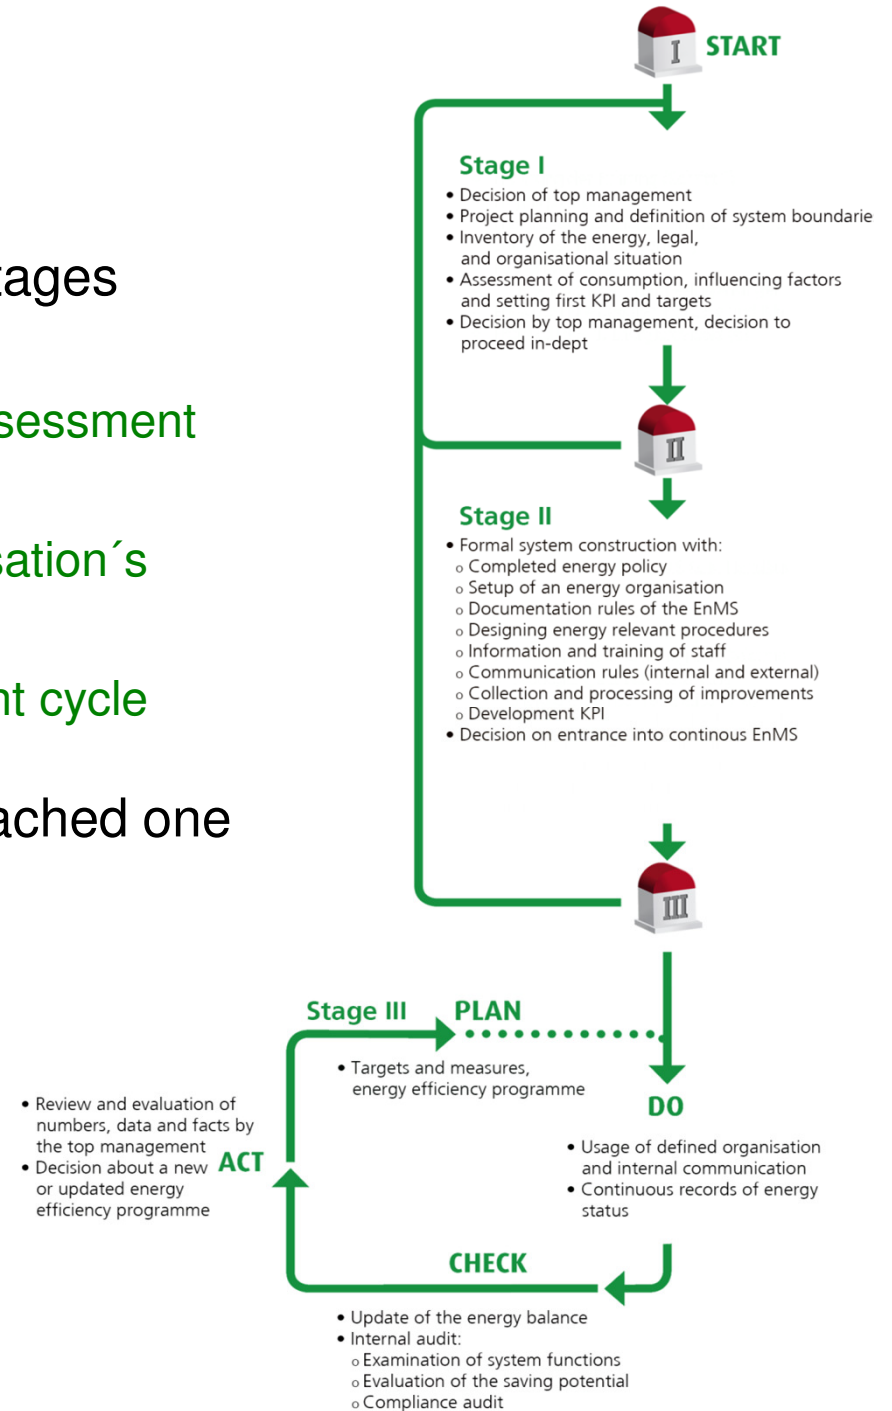 I START
Stage I
• Decision of top management
• Project planning and definition of system boundarie
• Inventory of the energy, legal,
and organisational situation
• Assessment of consumption, influencing factors
and setting first KPI and targets
• Decision by top management, decision to
proceed in-dept
tages
sessment
sation´s
nt cycle
ached one
II
Stage II
• Formal system construction with:
o Completed energy policy
o Setup of an energy organisation
o Documentation rules of the EnMS
o Designing energy relevant procedures
o Information and training of staff
o Communication rules (internal and external)
o Collection and processing of improvements
o Development KPI
• Decision on entrance into continous EnMS
III
Stage III PLAN
• Targets and measures,
energy efficiency programme
DO
• Usage of defined organisation
and internal communication
• Continuous records of energy
status
CHECK
• Update of the energy balance
• Internal audit:
o Examination of system functions
o Evaluation of the saving potential
o Compliance audit
ACT
• Review and evaluation of
numbers, data and facts by
the top management
• Decision about a new
or updated energy
efficiency programme